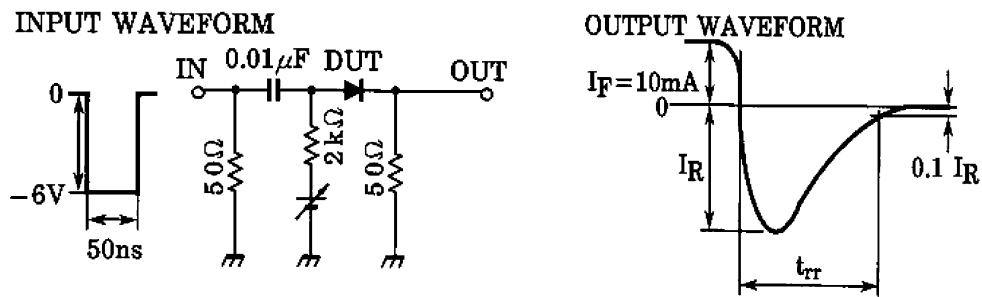 INPUT WAVEFORM
0
−6V
50ns
IN
0.01μF
DUT
OUT
50Ω
2kΩ
50Ω
OUTPUT WAVEFORM
IF=10mA
0
IR
0.1 IR
trr